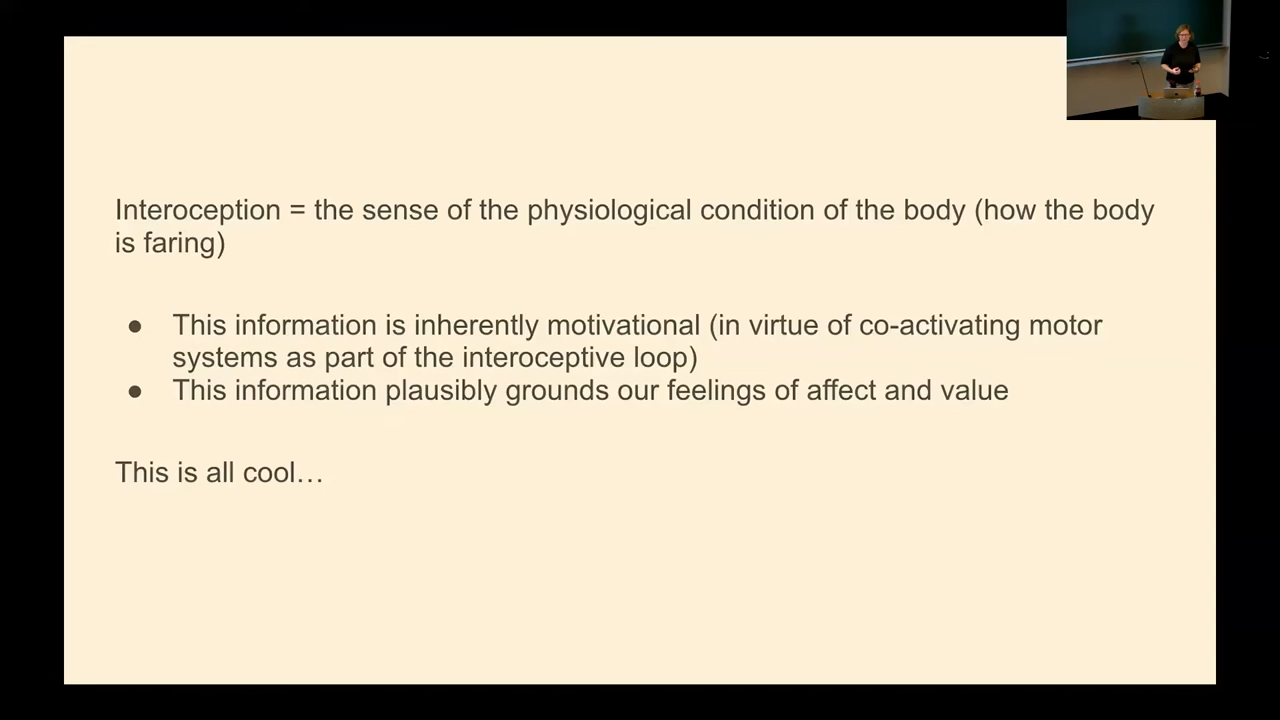 Interoception = the sense of the physiological condition of the body (how the body
is faring)
● This information is inherently motivational (in virtue of co-activating motor
systems as part of the interoceptive loop)
● This information plausibly grounds our feelings of affect and value
This is all cool…